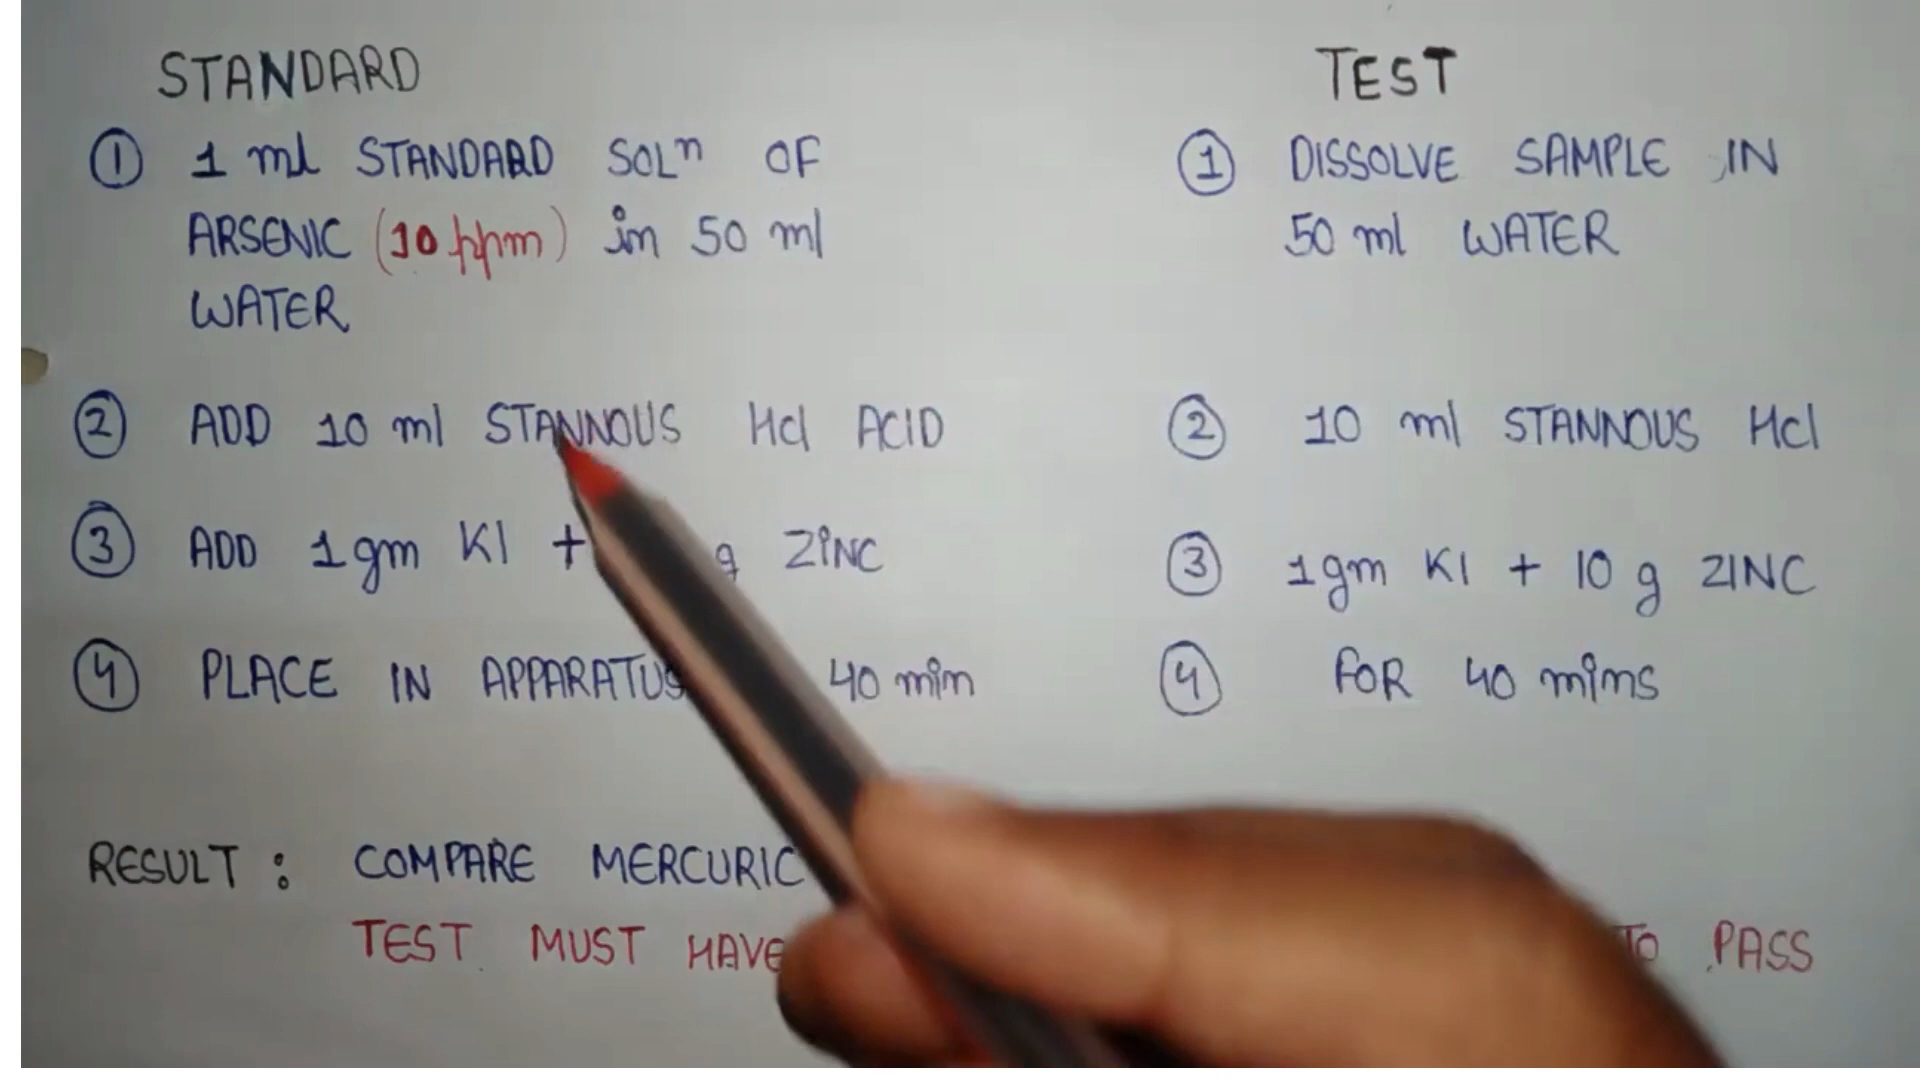 STANDARD
① 1 ml STANDARD SOLⁿ OF
ARSENIC (10 ppm) in 50 ml
WATER
② ADD 10 ml STANNOUS Hcl ACID
③ ADD 1gm KI + g ZINC
④ PLACE IN APPARATUS 40 min
TEST
① DISSOLVE SAMPLE IN
50 ml WATER
② 10 ml STANNOUS Hcl
③ 1gm KI + 10 g ZINC
④ FOR 40 mins
RESULT : COMPARE MERCURIC
TEST MUST HAVE TO PASS